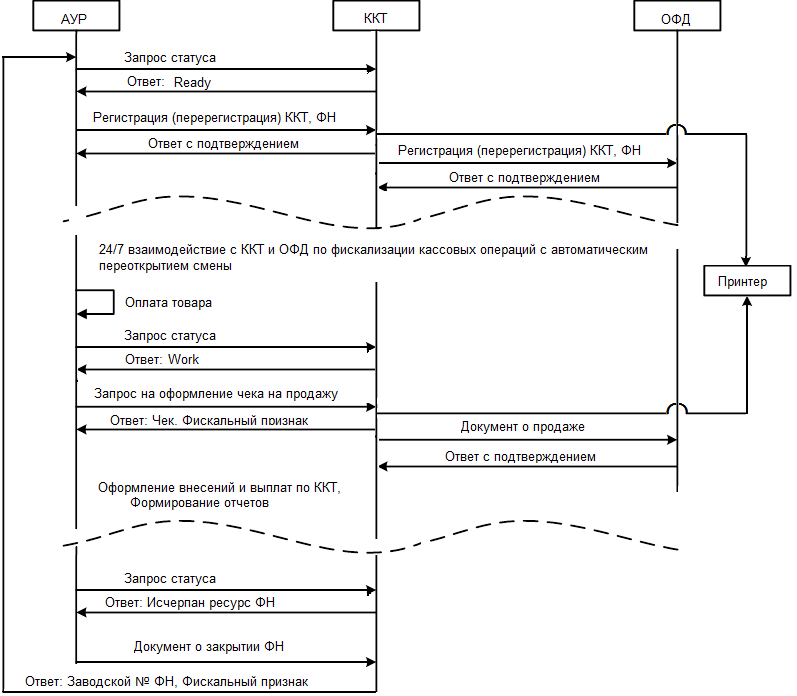 АУР
ККТ
ОФД
Запрос статуса
Ответ: Ready
Регистрация (перерегистрация) ККТ, ФН
Ответ с подтверждением
Регистрация (перерегистрация) ККТ, ФН
Ответ с подтверждением
24/7 взаимодействие с ККТ и ОФД по фискализации кассовых операций с автоматическим
переоткрытием смены
Принтер
Оплата товара
Запрос статуса
Ответ: Work
Запрос на оформление чека на продажу
Ответ: Чек. Фискальный признак
Документ о продаже
Ответ с подтверждением
Оформление внесений и выплат по ККТ,
Формирование отчетов
Запрос статуса
Ответ: Исчерпан ресурс ФН
Документ о закрытии ФН
Ответ: Заводской № ФН, Фискальный признак